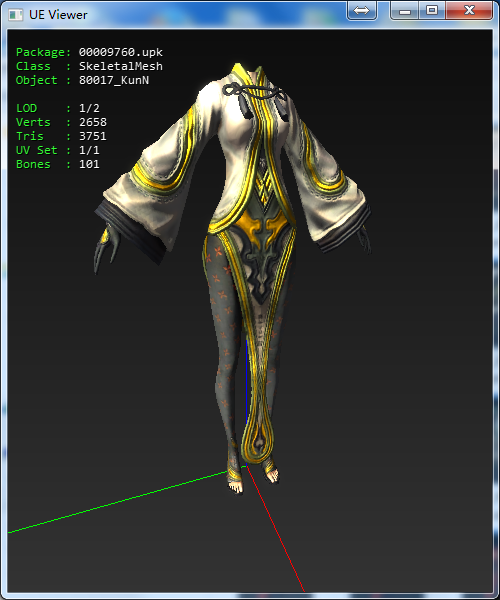 UE Viewer
Package: 00009760.upk
Class  : SkeletalMesh
Object : 80017_KunN
LOD    : 1/2
Verts  : 2658
Tris   : 3751
UV Set : 1/1
Bones  : 101